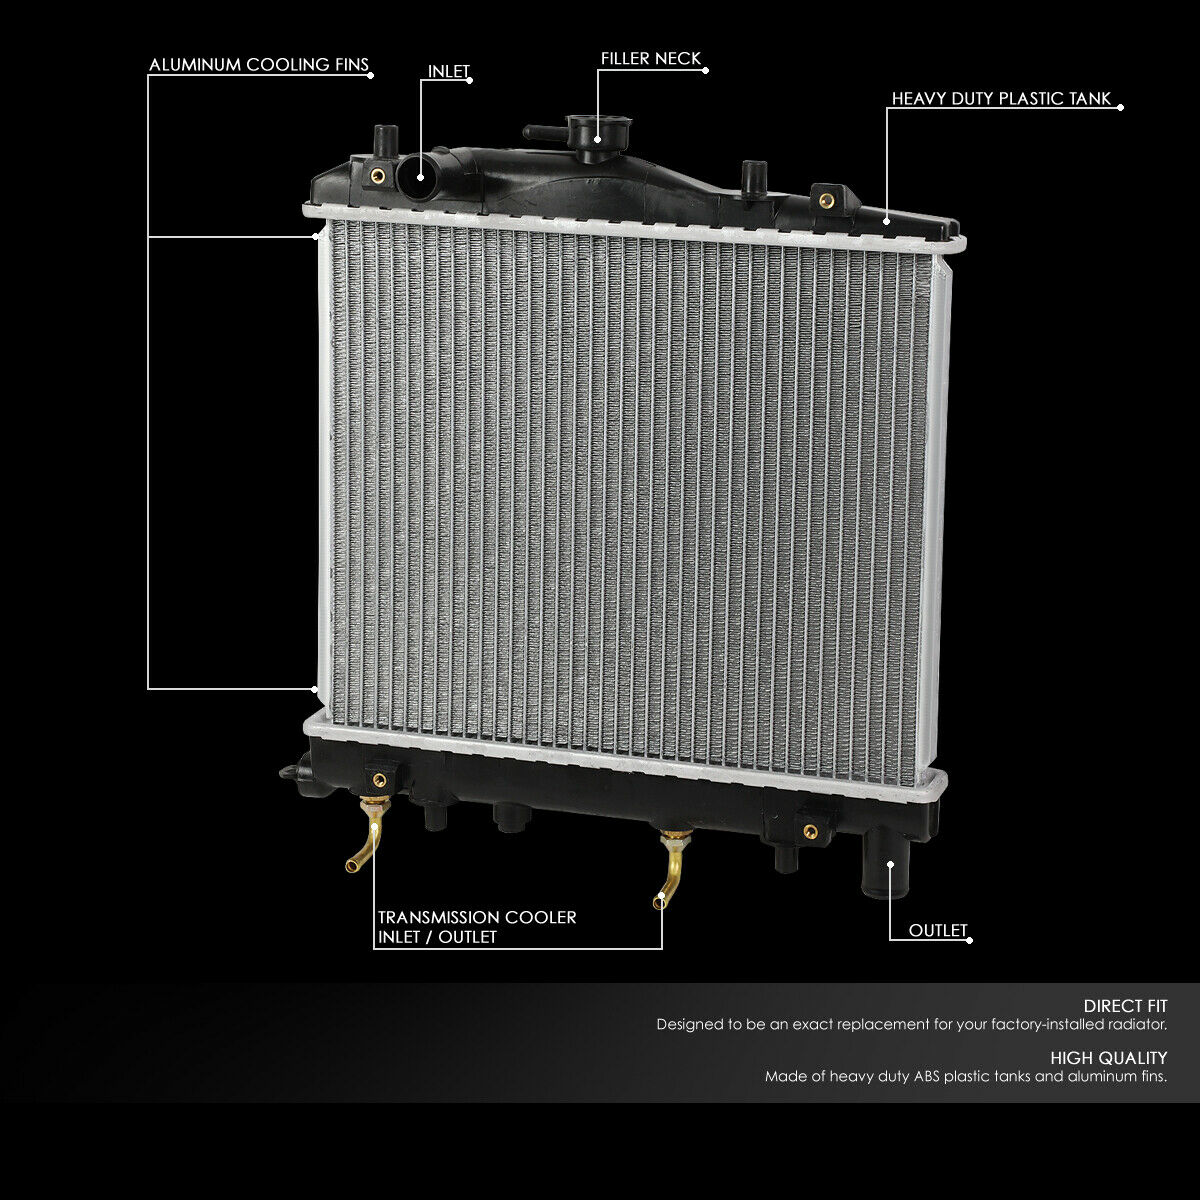 ALUMINUM COOLING FINS
INLET
FILLER NECK
HEAVY DUTY PLASTIC TANK
TRANSMISSION COOLER
INLET / OUTLET
OUTLET
DIRECT FIT
Designed to be an exact replacement for your factory-installed radiator.
HIGH QUALITY
Made of heavy duty ABS plastic tanks and aluminum fins.